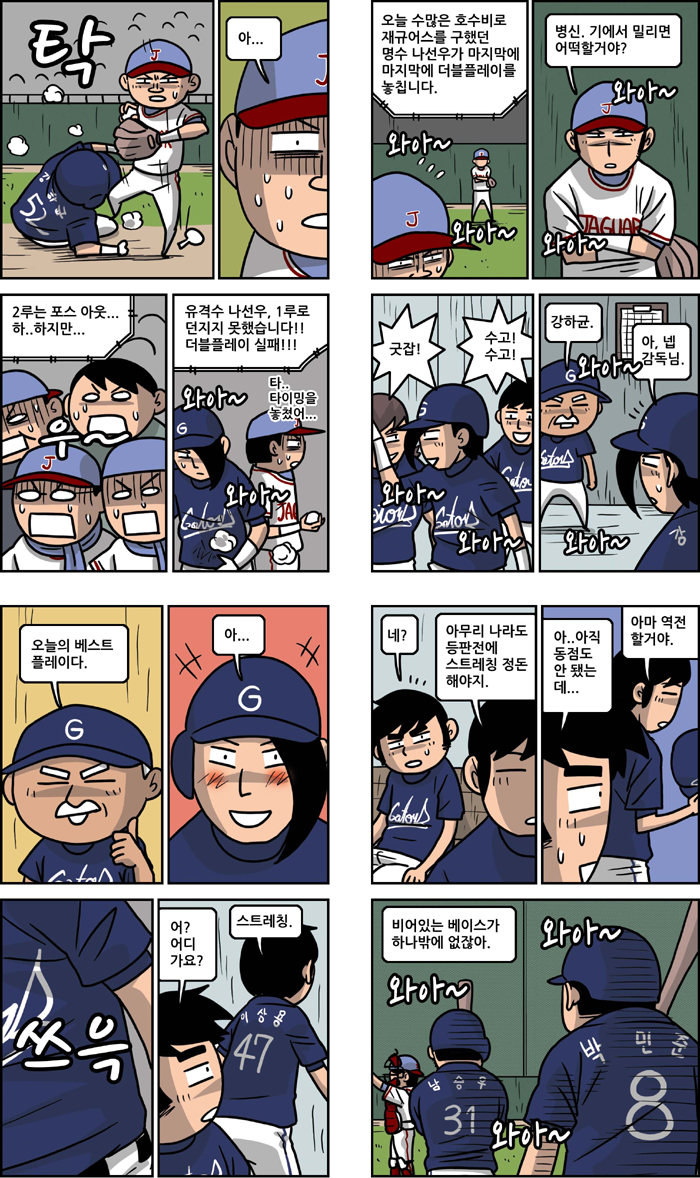 탁
J
52
아...
J
2루는 포스 아웃...
하..하지만...
우~
J
유격수 나선우, 1루로
던지지 못했습니다!!
더블플레이 실패!!!
와아~
타..
타이밍을
놓쳤어...
G
와아~
Gators
JAG
오늘 수많은 호수비로
재규어스를 구했던
명수 나선우가 마지막에
마지막에 더블플레이를
놓칩니다.
와아~
J
와아~
병신. 기에서 밀리면
어떡할거야?
와아~
J
JAGUAR
와아~
굿잡!
수고!
수고!
G
와아~
Gators
와아~
강하균.
와아~
아, 넵
감독님.
G
Gators
와아~
강
오늘의 베스트
플레이다.
G
Gators
아...
G
쓰윽
어?
어디
가요?
스트레칭.
이상용
47
네?
Gators
아무리 나라도
등판전에
스트레칭 정돈
해야지.
아..아직
동점도
안 됐는
데...
아마 역전
할거야.
비어있는 베이스가
하나밖에 없잖아.
와아~
와아~
남승우
31
박민준
8
와아~